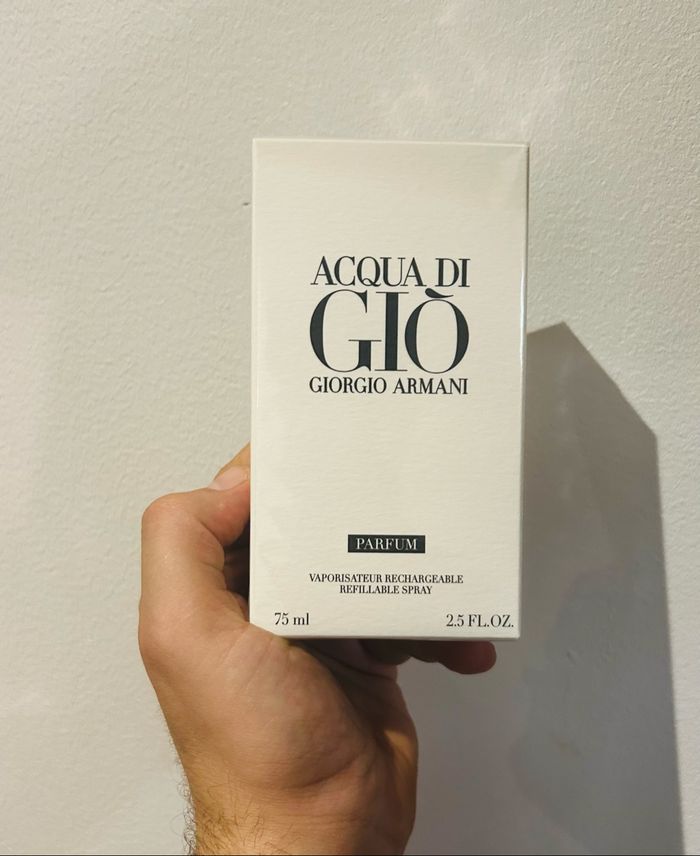 ACQUA DI
GIÒ
GIORGIO ARMANI
PARFUM
VAPORISATEUR RECHARGEABLE
REFILLABLE SPRAY
75 ml 2.5 FL.OZ.